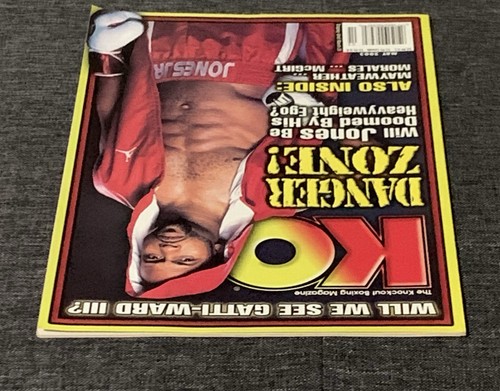 WILL WE SEE GATTI-WARD III?
The Knockout Boxing Magazine
KO
DANGER
ZONE!
Will Jones Be
Doomed By His
Heavyweight Ego?
ALSO INSIDE:
MAYWEATHER ...
MORALES ... McGIRT
JONES JR